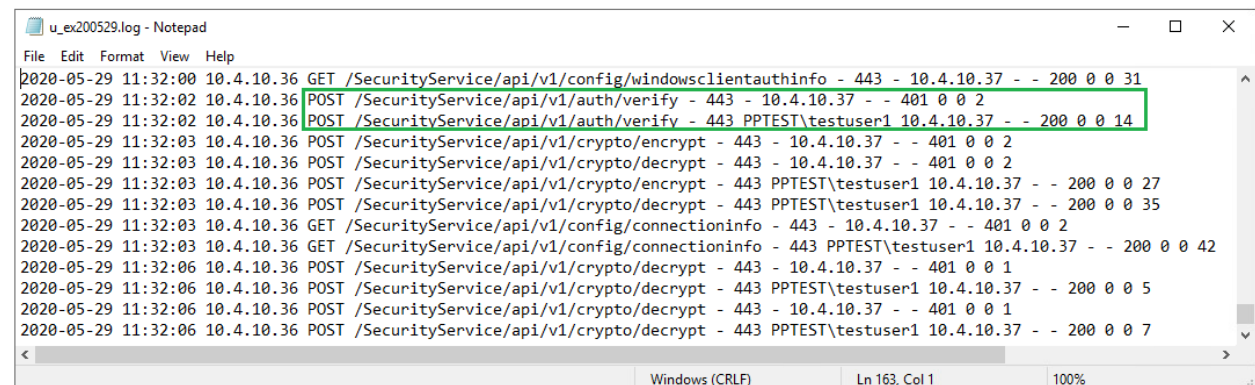 u_ex200529.log - Notepad
File Edit Format View Help
2020-05-29 11:32:00 10.4.10.36 GET /SecurityService/api/v1/config/windowsclientauthinfo - 443 - 10.4.10.37 - - 200 0 0 31
2020-05-29 11:32:02 10.4.10.36 POST /SecurityService/api/v1/auth/verify - 443 - 10.4.10.37 - - 401 0 0 2
2020-05-29 11:32:02 10.4.10.36 POST /SecurityService/api/v1/auth/verify - 443 PPTEST\testuser1 10.4.10.37 - - 200 0 0 14
2020-05-29 11:32:03 10.4.10.36 POST /SecurityService/api/v1/crypto/encrypt - 443 - 10.4.10.37 - - 401 0 0 2
2020-05-29 11:32:03 10.4.10.36 POST /SecurityService/api/v1/crypto/decrypt - 443 - 10.4.10.37 - - 401 0 0 2
2020-05-29 11:32:03 10.4.10.36 POST /SecurityService/api/v1/crypto/encrypt - 443 PPTEST\testuser1 10.4.10.37 - - 200 0 0 27
2020-05-29 11:32:03 10.4.10.36 POST /SecurityService/api/v1/crypto/decrypt - 443 PPTEST\testuser1 10.4.10.37 - - 200 0 0 35
2020-05-29 11:32:03 10.4.10.36 GET /SecurityService/api/v1/config/connectioninfo - 443 - 10.4.10.37 - - 401 0 0 2
2020-05-29 11:32:03 10.4.10.36 GET /SecurityService/api/v1/config/connectioninfo - 443 PPTEST\testuser1 10.4.10.37 - - 200 0 0 42
2020-05-29 11:32:06 10.4.10.36 POST /SecurityService/api/v1/crypto/decrypt - 443 - 10.4.10.37 - - 401 0 0 1
2020-05-29 11:32:06 10.4.10.36 POST /SecurityService/api/v1/crypto/decrypt - 443 PPTEST\testuser1 10.4.10.37 - - 200 0 0 5
2020-05-29 11:32:06 10.4.10.36 POST /SecurityService/api/v1/crypto/decrypt - 443 - 10.4.10.37 - - 401 0 0 1
2020-05-29 11:32:06 10.4.10.36 POST /SecurityService/api/v1/crypto/decrypt - 443 PPTEST\testuser1 10.4.10.37 - - 200 0 0 7
Windows (CRLF) Ln 163, Col 1 100%